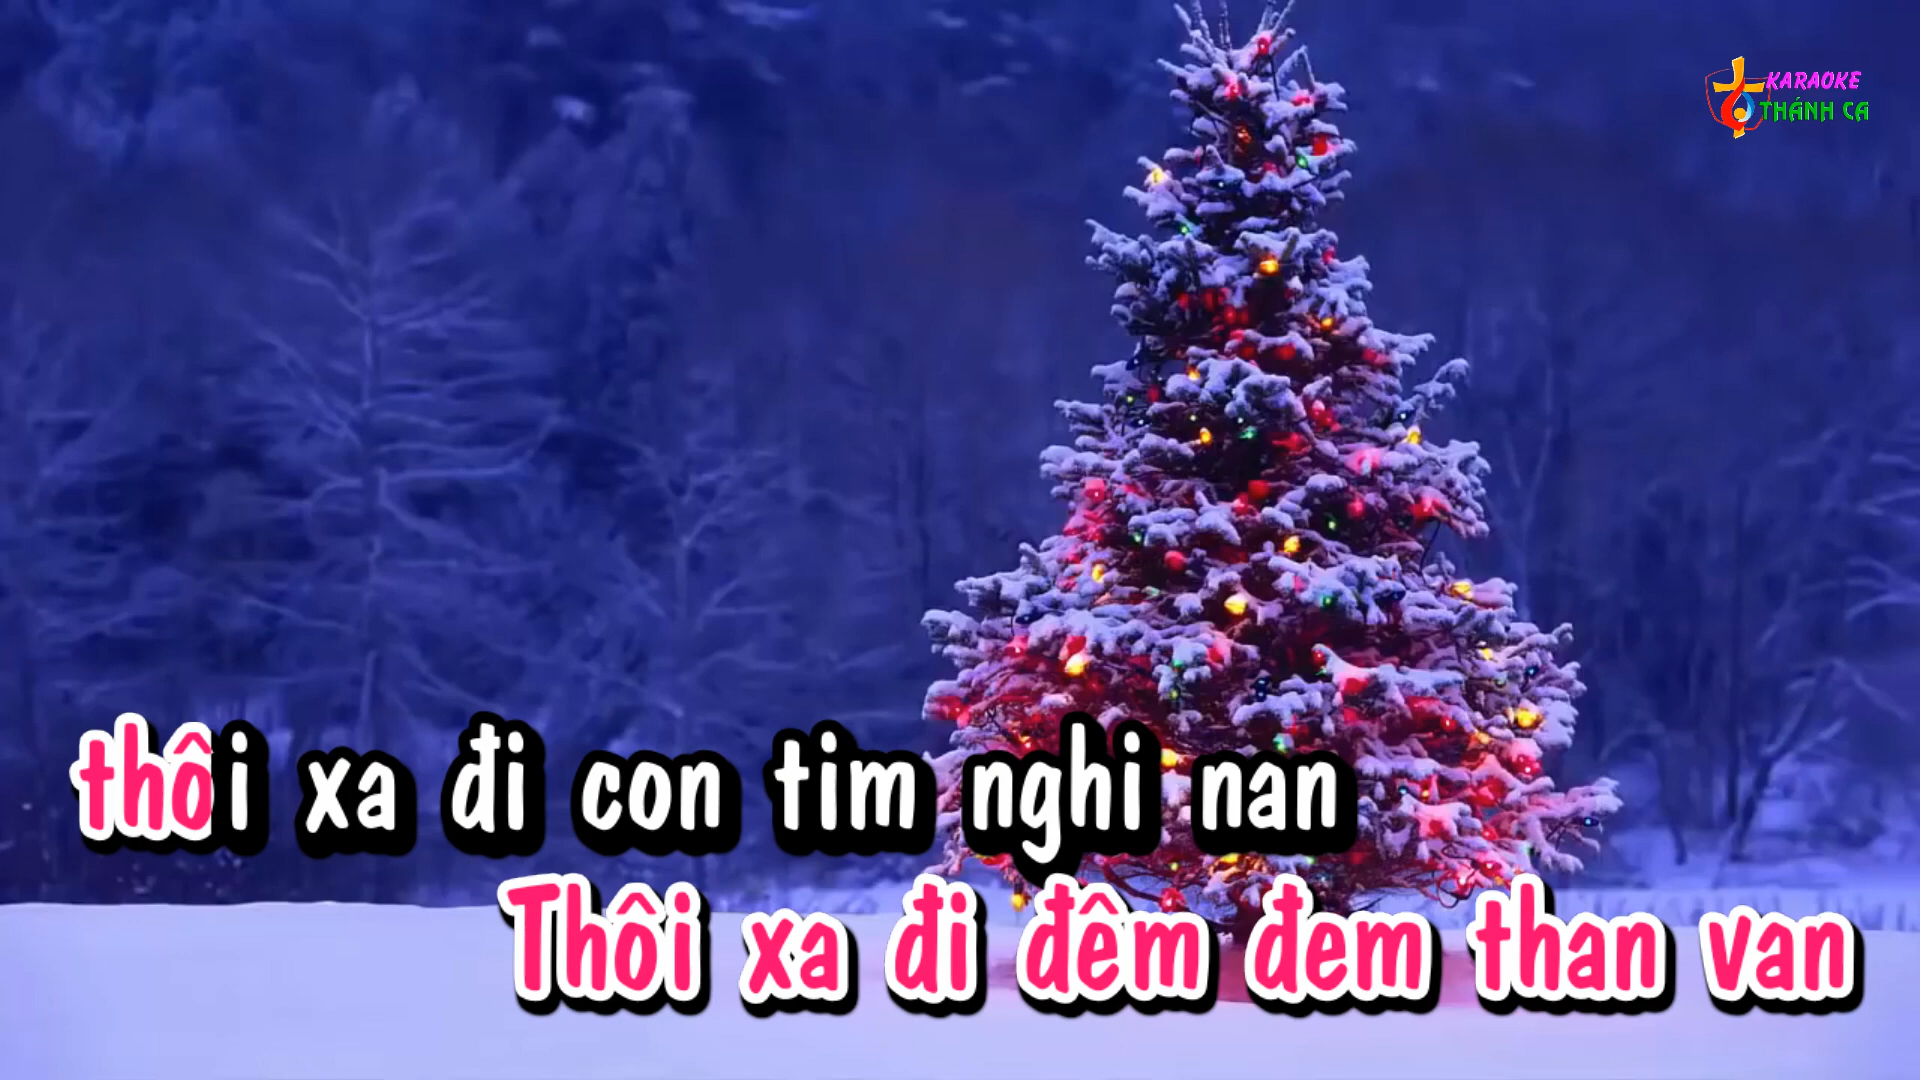 KARAOKE
THÁNH CA
thôi xa đi con tim nghi nan
Thôi xa đi đêm đem than van